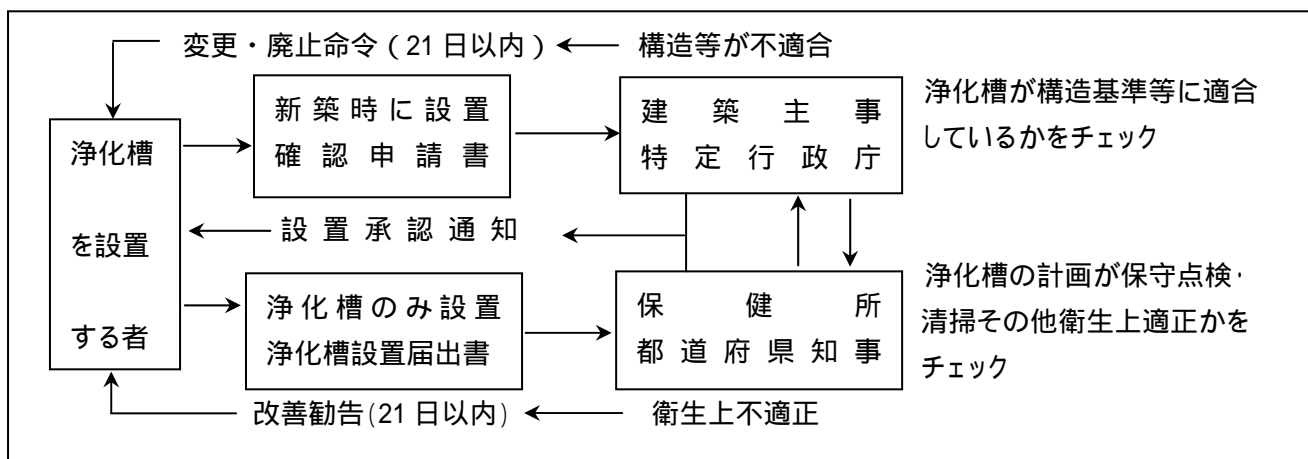 変更・廃止命令(21日以内)
構造等が不適合
新築時に設置
確認申請書
建築主事
特定行政庁
浄化槽が構造基準等に適合
しているかをチェック
浄化槽
を設置
する者
設置承認通知
浄化槽のみ設置
浄化槽設置届出書
保健所
都道府県知事
浄化槽の計画が保守点検・
清掃その他衛生上適正かを
チェック
改善勧告(21日以内)
衛生上不適正